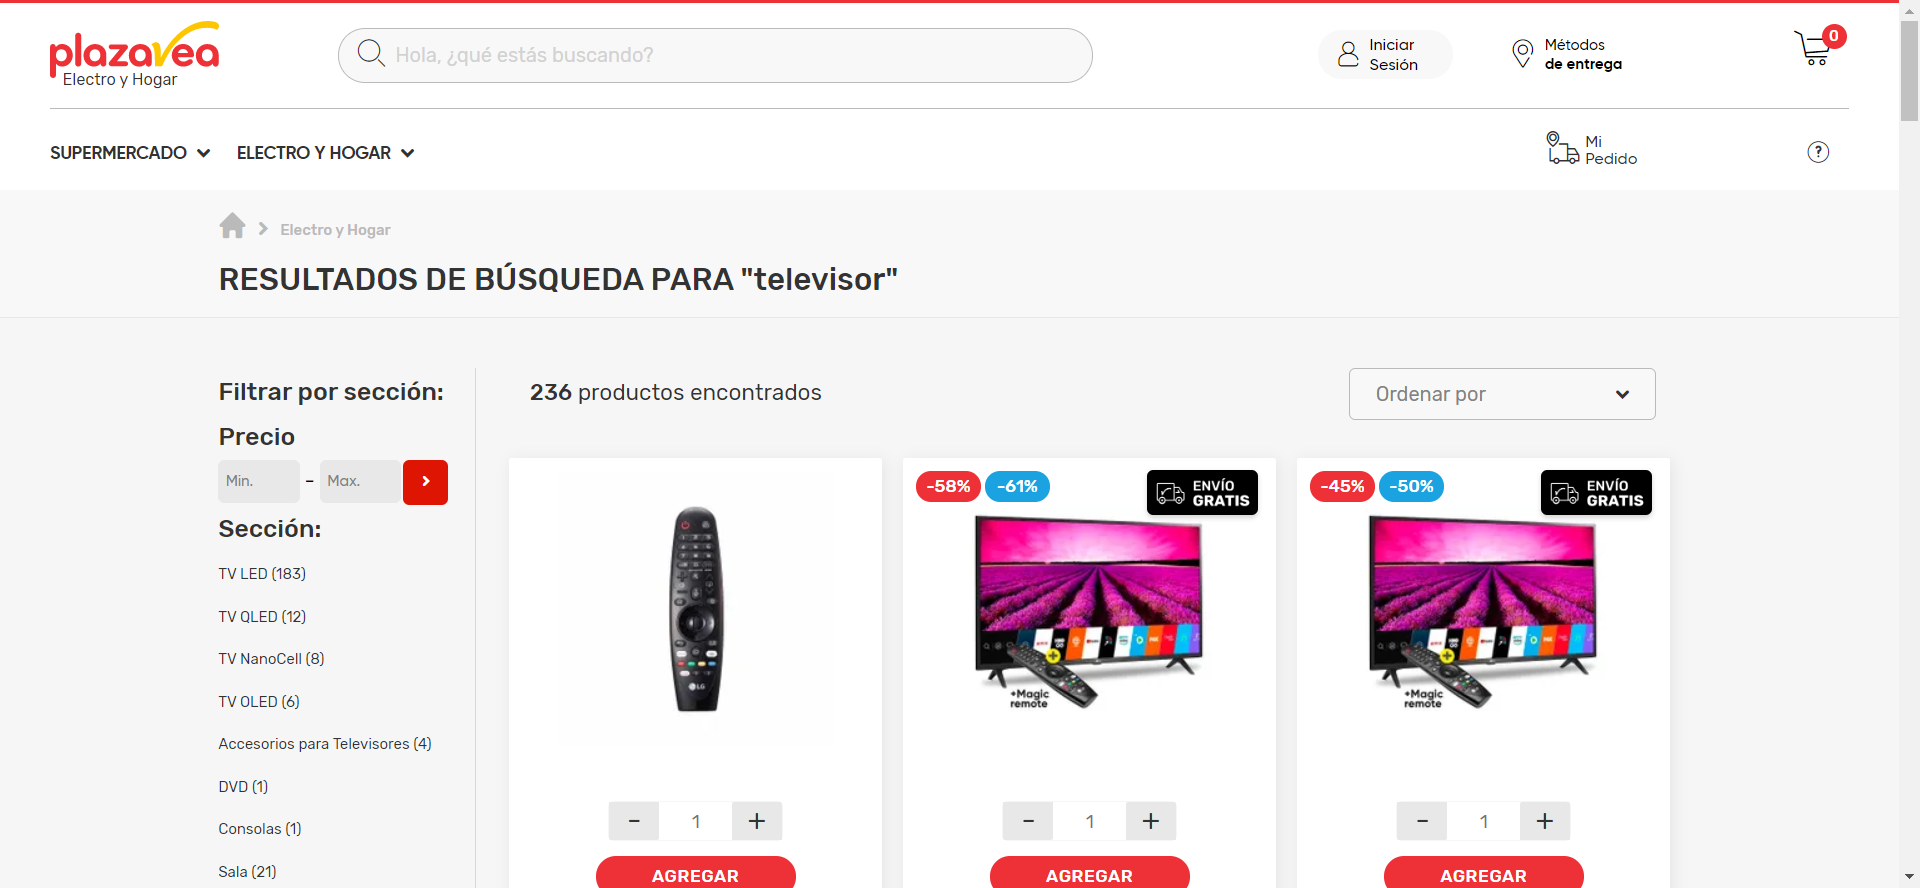 plazavea
Electro y Hogar
Hola, ¿qué estás buscando?
Iniciar
Sesión
Métodos
de entrega
0
SUPERMERCADO
ELECTRO Y HOGAR
Mi
Pedido
?
Electro y Hogar
RESULTADOS DE BÚSQUEDA PARA "televisor"
Filtrar por sección:
Precio
Min.
–
Max.
Sección:
TV LED (183)
TV QLED (12)
TV NanoCell (8)
TV OLED (6)
Accesorios para Televisores (4)
DVD (1)
Consolas (1)
Sala (21)
236 productos encontrados
Ordenar por
LG
- 1 +
AGREGAR
-58% -61%
ENVÍO
GRATIS
+Magic
remote
- 1 +
AGREGAR
-45% -50%
ENVÍO
GRATIS
+Magic
remote
- 1 +
AGREGAR